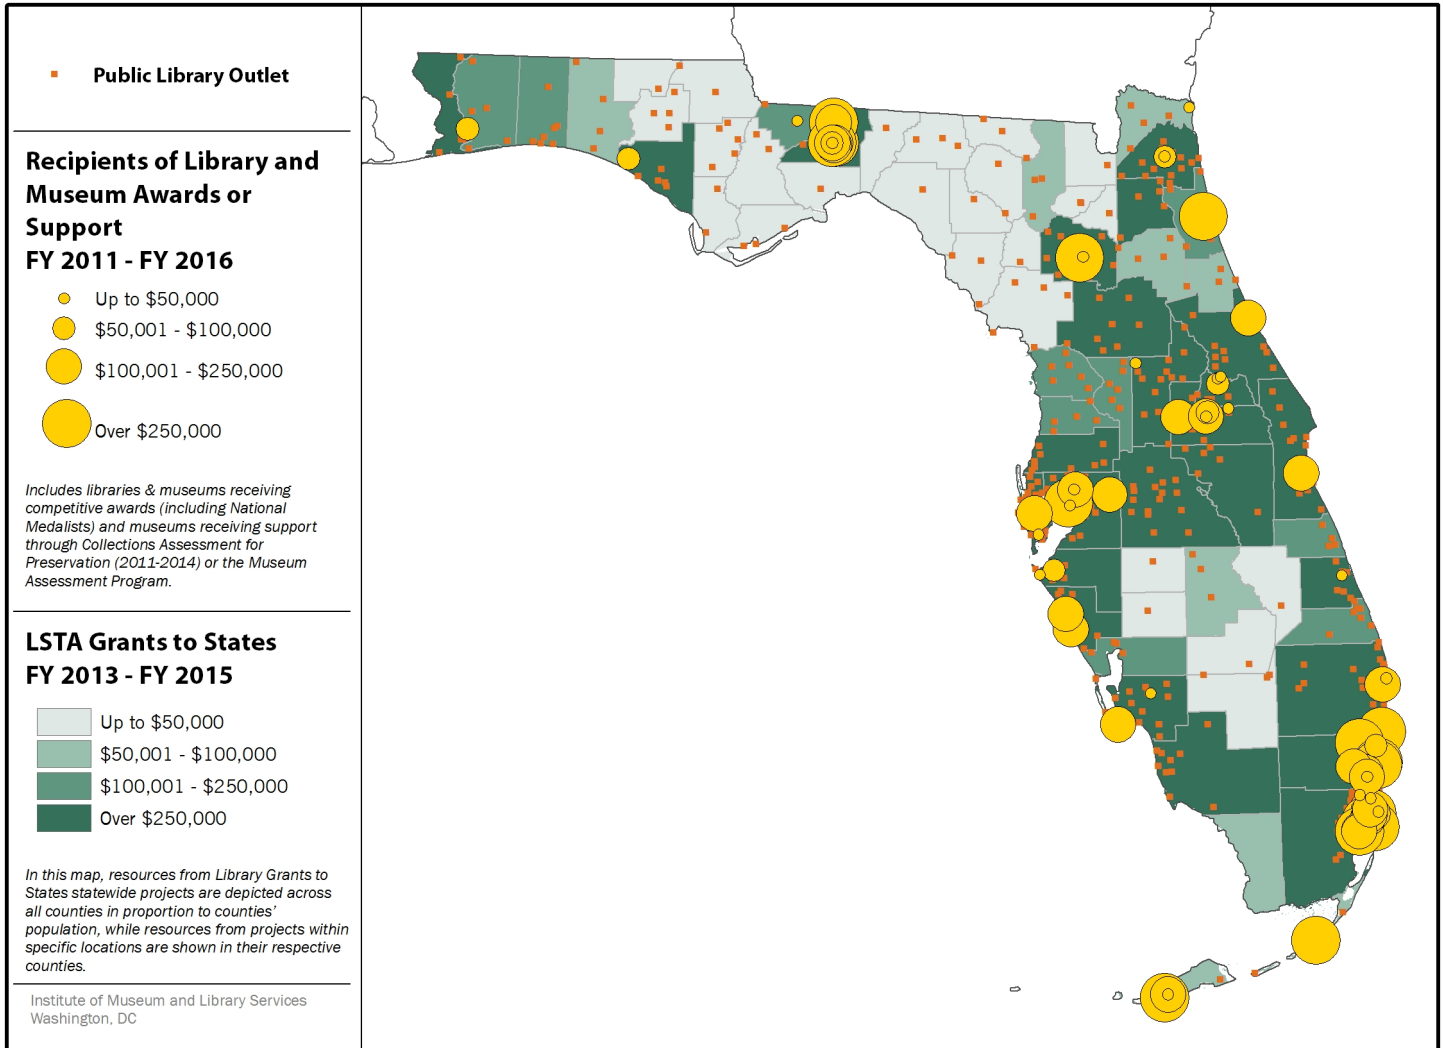 Public Library Outlet
Recipients of Library and
Museum Awards or
Support
FY 2011 - FY 2016
Up to $50,000
$50,001 - $100,000
$100,001 - $250,000
Over $250,000
Includes libraries & museums receiving
competitive awards (including National
Medalists) and museums receiving support
through Collections Assessment for
Preservation (2011-2014) or the Museum
Assessment Program.
LSTA Grants to States
FY 2013 - FY 2015
Up to $50,000
$50,001 - $100,000
$100,001 - $250,000
Over $250,000
In this map, resources from Library Grants to
States statewide projects are depicted across
all counties in proportion to counties’
population, while resources from projects within
specific locations are shown in their respective
counties.
Institute of Museum and Library Services
Washington, DC